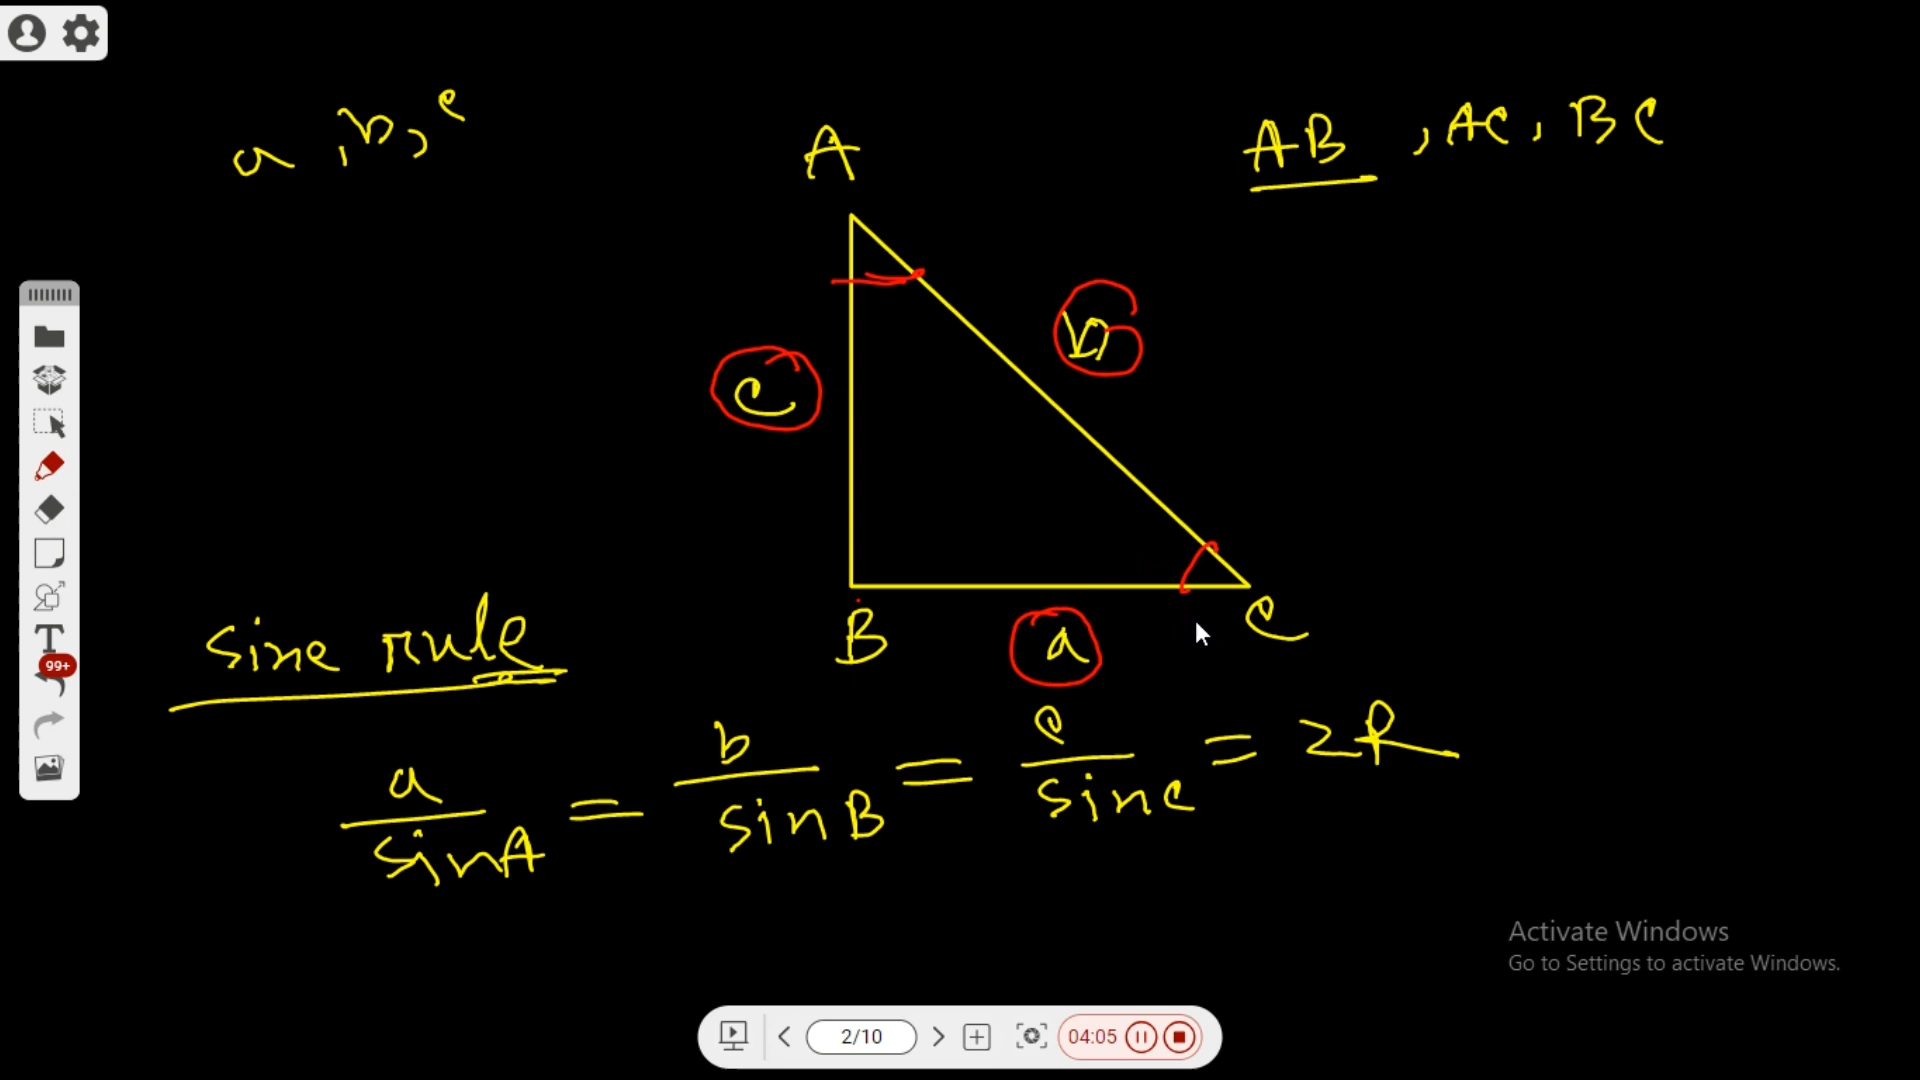 a, b, c
A
AB, AC, BC
b
c
B
a
C
sine rule
a/sinA = b/sinB = c/sinC = 2R
99+
Activate Windows
Go to Settings to activate Windows.
2/10
04:05